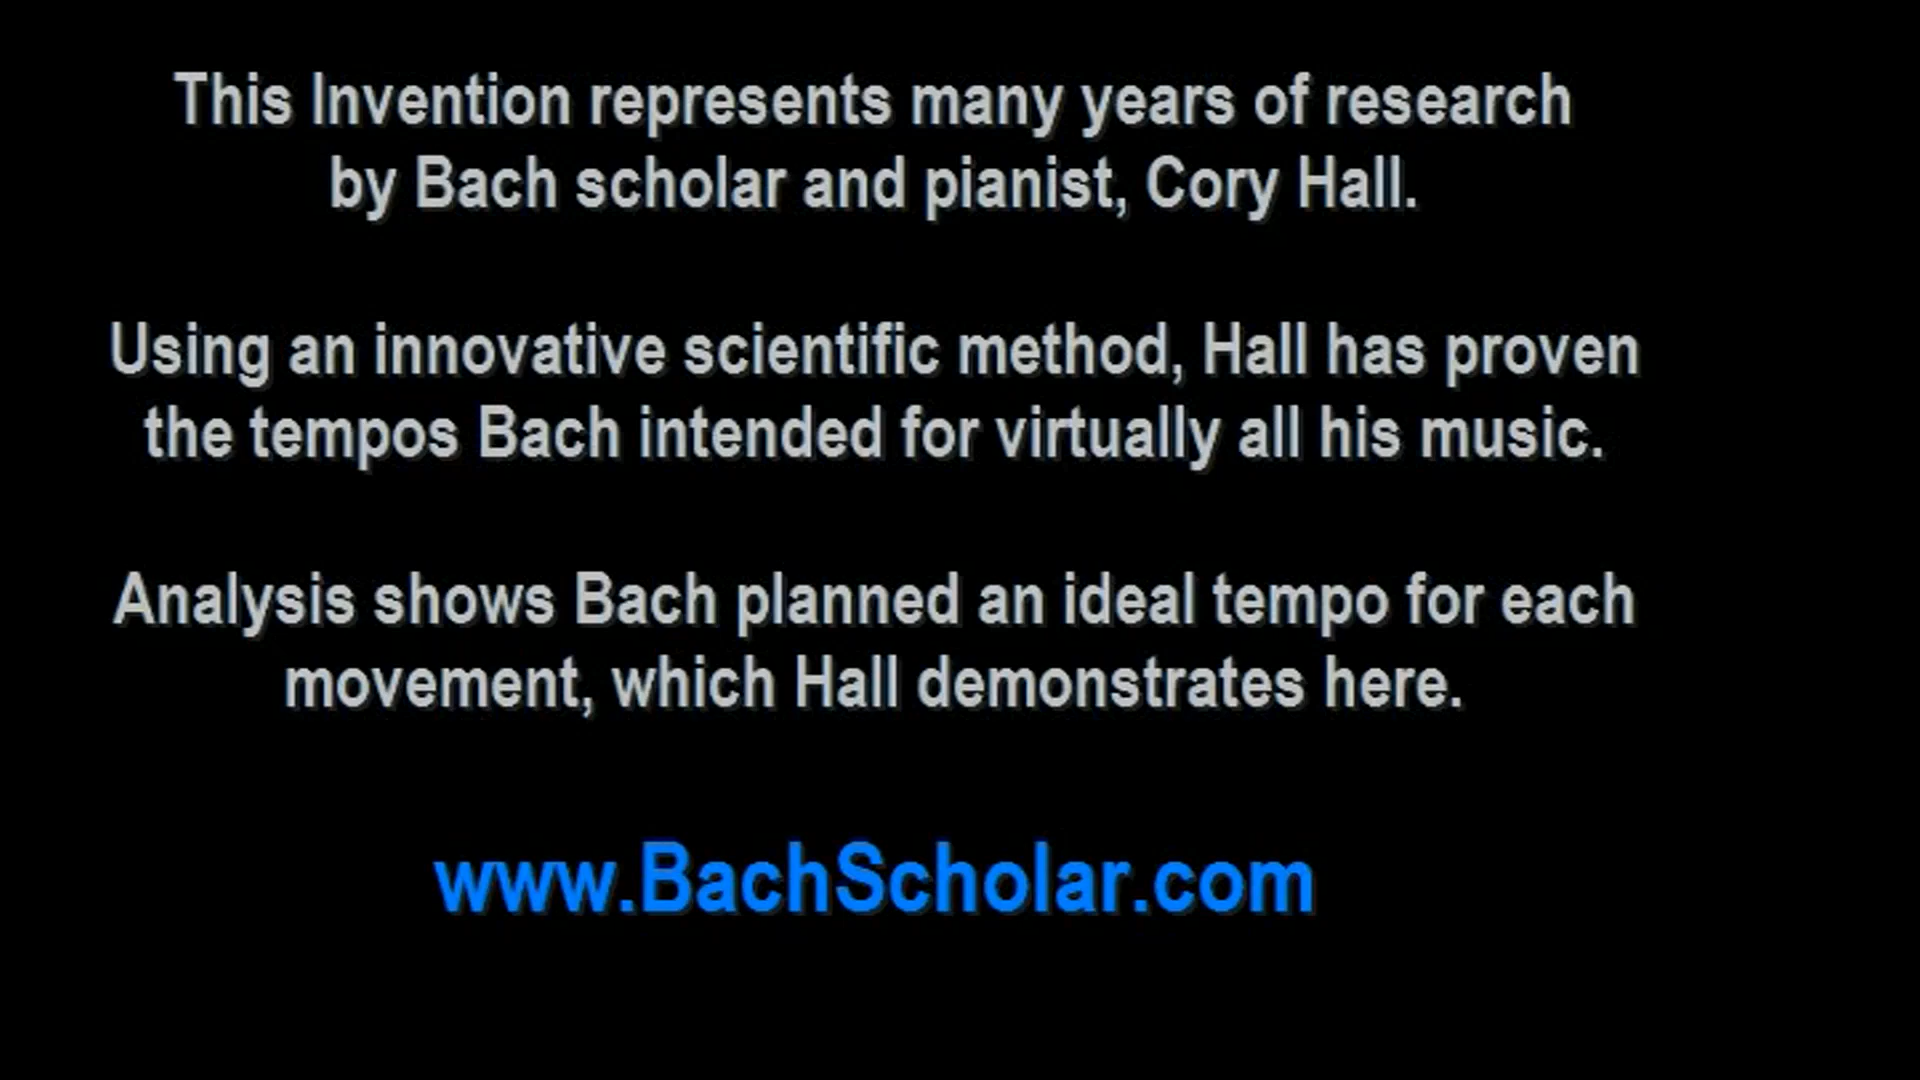 This Invention represents many years of research
by Bach scholar and pianist, Cory Hall.
Using an innovative scientific method, Hall has proven
the tempos Bach intended for virtually all his music.
Analysis shows Bach planned an ideal tempo for each
movement, which Hall demonstrates here.
www.BachScholar.com